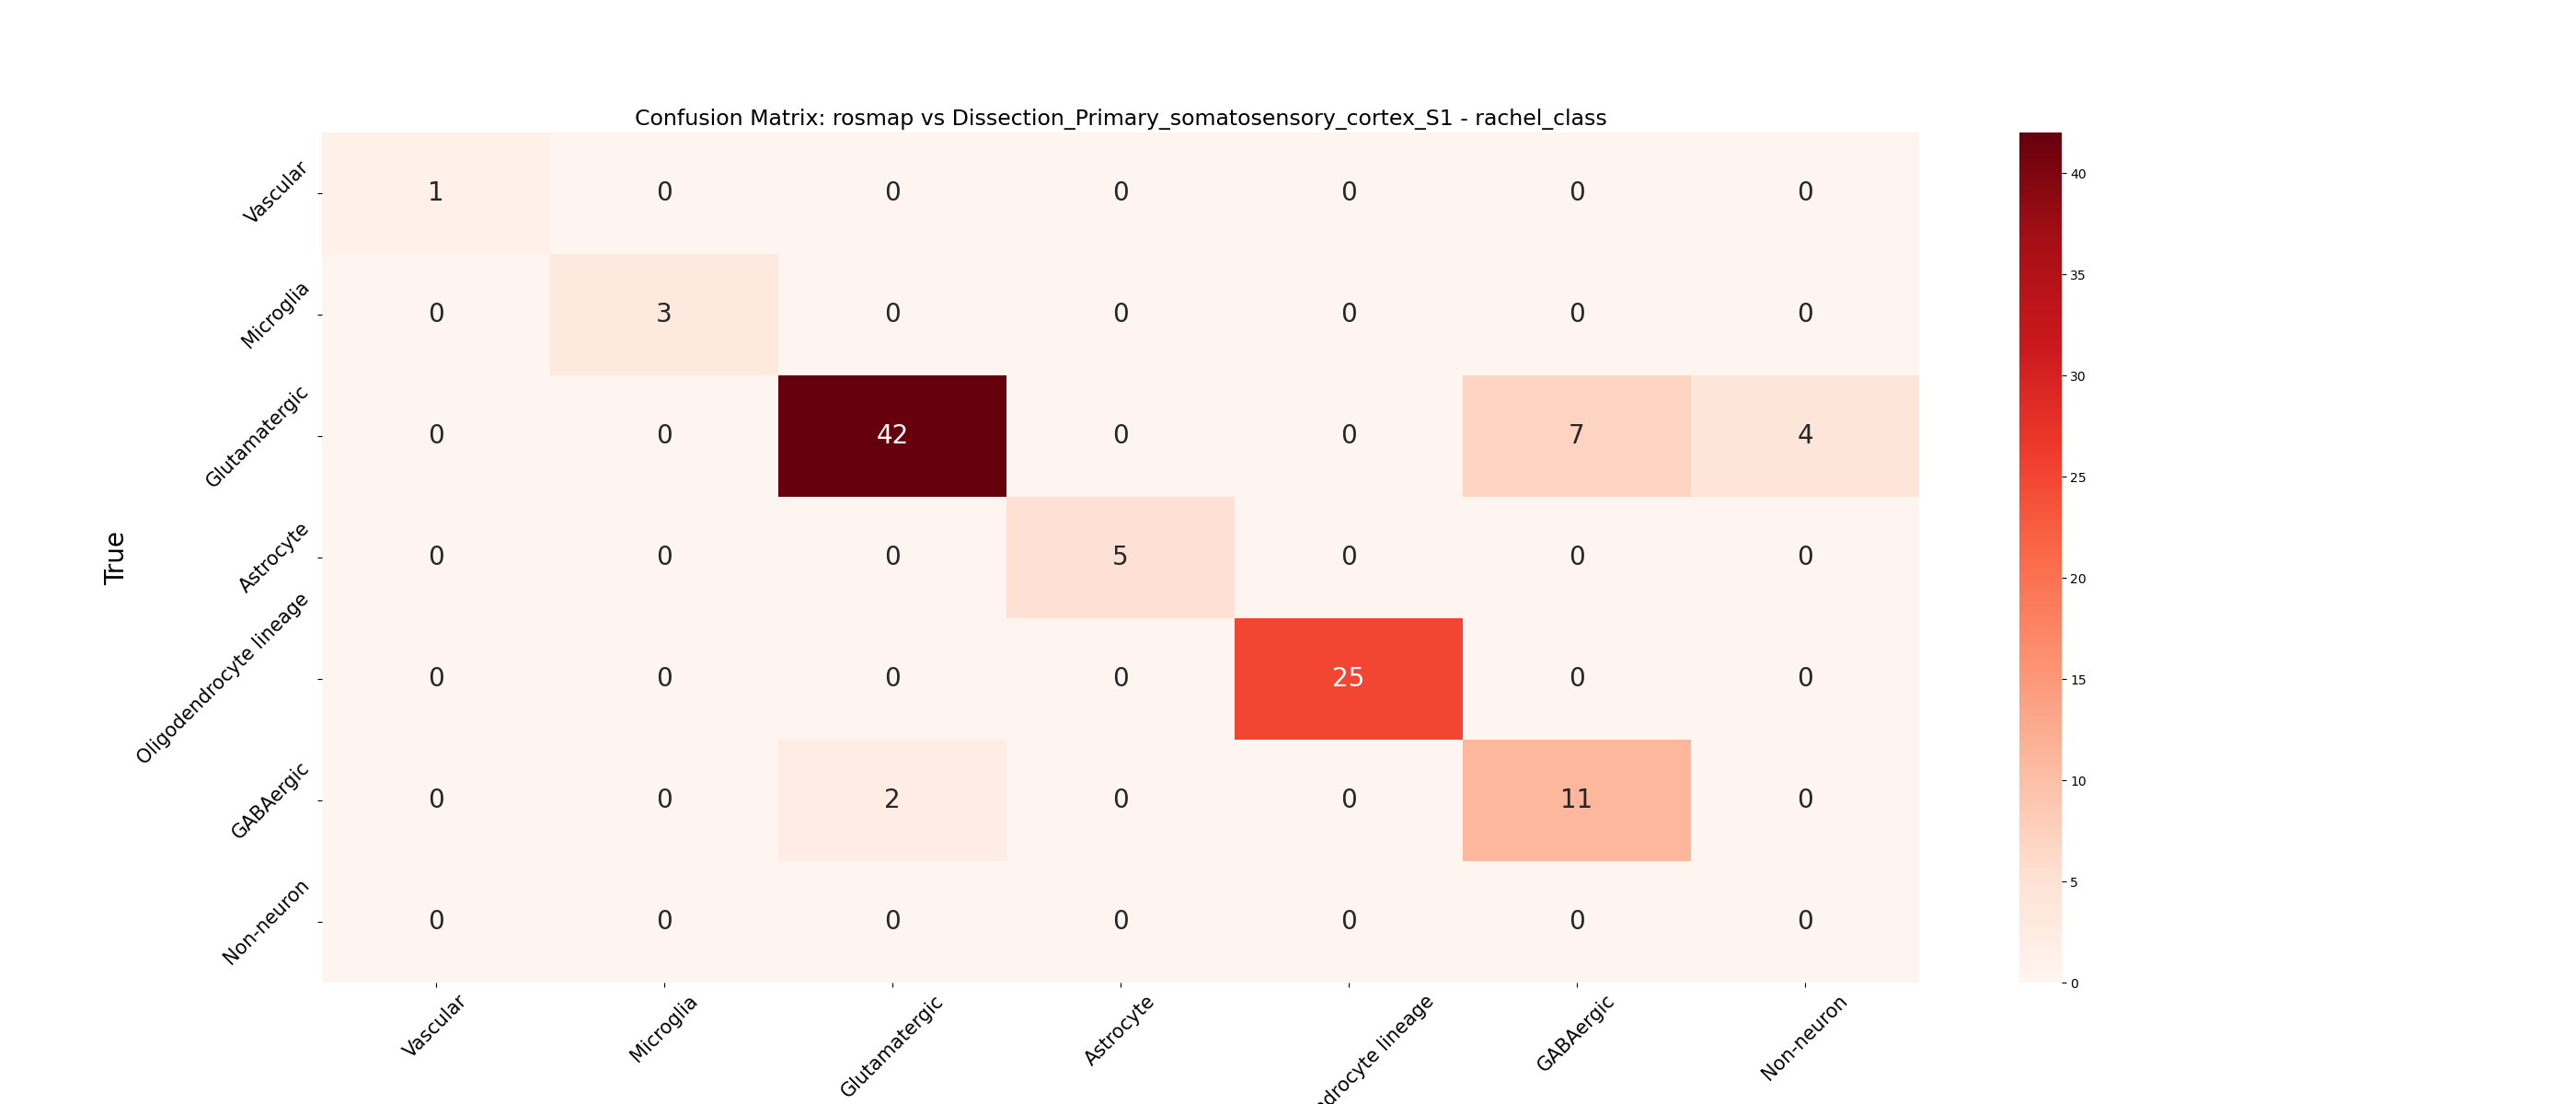 Confusion Matrix: rosmap vs Dissection_Primary_somatosensory_cortex_S1 - rachel_class
True
Vascular 1 0 0 0 0 0 0
Microglia 0 3 0 0 0 0 0
Glutamatergic 0 0 42 0 0 7 4
Astrocyte 0 0 0 5 0 0 0
Oligodendrocyte lineage 0 0 0 0 25 0 0
GABAergic 0 0 2 0 0 11 0
Non-neuron 0 0 0 0 0 0 0
Vascular Microglia Glutamatergic Astrocyte lineage GABAergic Non-neuron
40
35
30
25
20
15
10
5
0